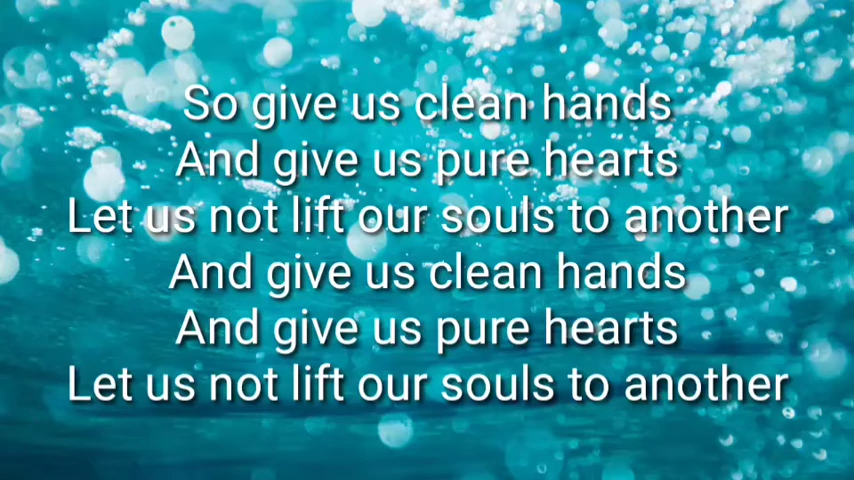 So give us clean hands
And give us pure hearts
Let us not lift our souls to another
And give us clean hands
And give us pure hearts
Let us not lift our souls to another